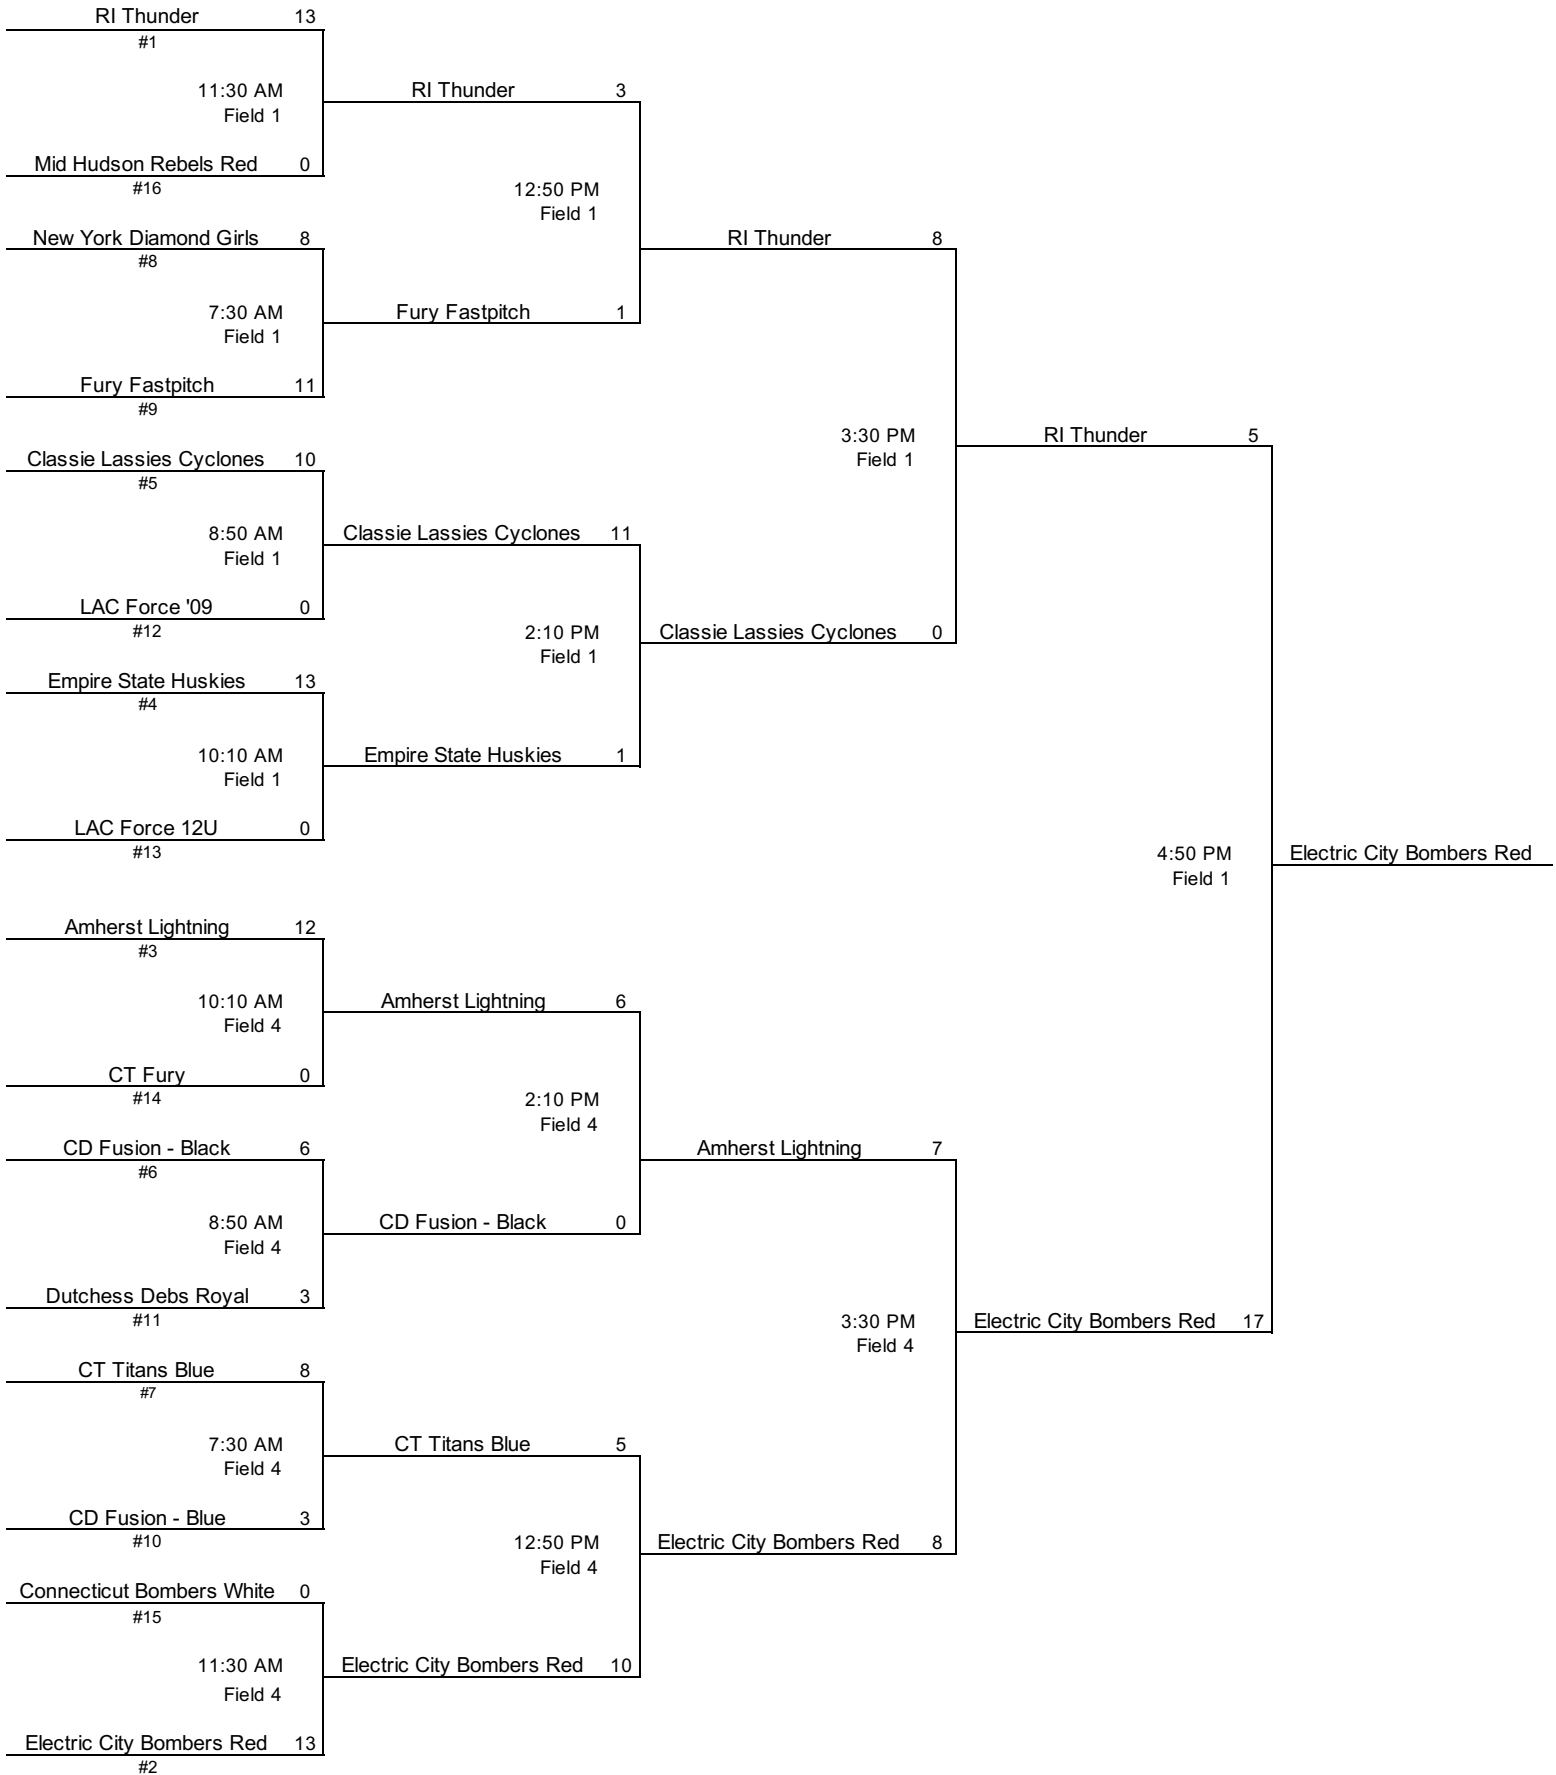 RI Thunder 13
#1
11:30 AM
Field 1
Mid Hudson Rebels Red 0
#16
New York Diamond Girls 8
#8
7:30 AM
Field 1
Fury Fastpitch 11
#9
Classie Lassies Cyclones 10
#5
8:50 AM
Field 1
LAC Force '09 0
#12
Empire State Huskies 13
#4
10:10 AM
Field 1
LAC Force 12U 0
#13
Amherst Lightning 12
#3
10:10 AM
Field 4
CT Fury 0
#14
CD Fusion - Black 6
#6
8:50 AM
Field 4
Dutchess Debs Royal 3
#11
CT Titans Blue 8
#7
7:30 AM
Field 4
CD Fusion - Blue 3
#10
Connecticut Bombers White 0
#15
11:30 AM
Field 4
Electric City Bombers Red 13
#2
RI Thunder 3
12:50 PM
Field 1
Fury Fastpitch 1
Classie Lassies Cyclones 11
2:10 PM
Field 1
Empire State Huskies 1
Amherst Lightning 6
2:10 PM
Field 4
CD Fusion - Black 0
CT Titans Blue 5
12:50 PM
Field 4
Electric City Bombers Red 10
RI Thunder 8
3:30 PM
Field 1
Classie Lassies Cyclones 0
Amherst Lightning 7
3:30 PM
Field 4
Electric City Bombers Red 8
RI Thunder 5
4:50 PM
Field 1
Electric City Bombers Red 17
Electric City Bombers Red